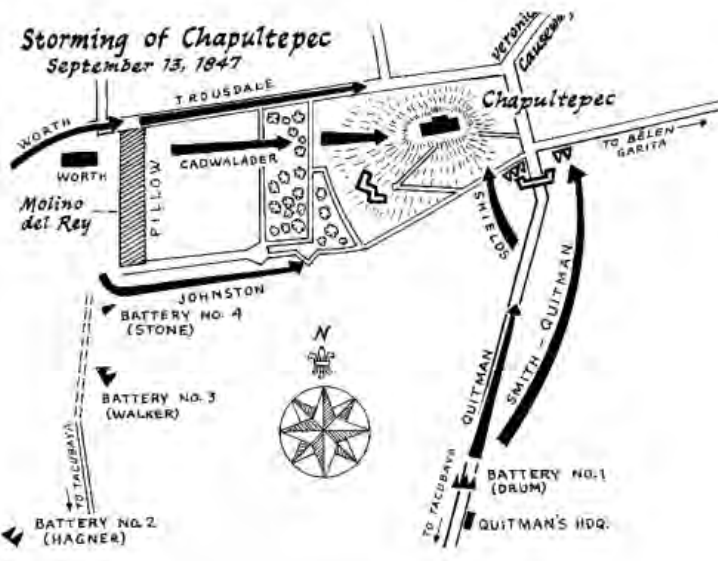 Storming of Chapultepec
September 13, 1847
VERONICA
CAUSEWAY
TROUSDALE
Chapultepec
WORTH
TO BELEN
GARITA
CADWALADER
WORTH
PILLOW
Molino
del Rey
SHIELDS
JOHNSTON
BATTERY NO. 4
(STONE)
N
QUITMAN
SMITH - QUITMAN
BATTERY NO. 3
(WALKER)
TO TACUBAYA
BATTERY NO. 1
(DRUM)
TO TACUBAYA
BATTERY NO. 2
(HAGNER)
QUITMAN'S HDQ.